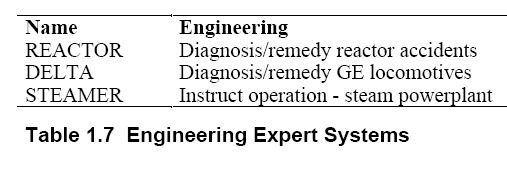 Name Engineering
REACTOR Diagnosis/remedy reactor accidents
DELTA Diagnosis/remedy GE locomotives
STEAMER Instruct operation - steam powerplant
Table 1.7 Engineering Expert Systems